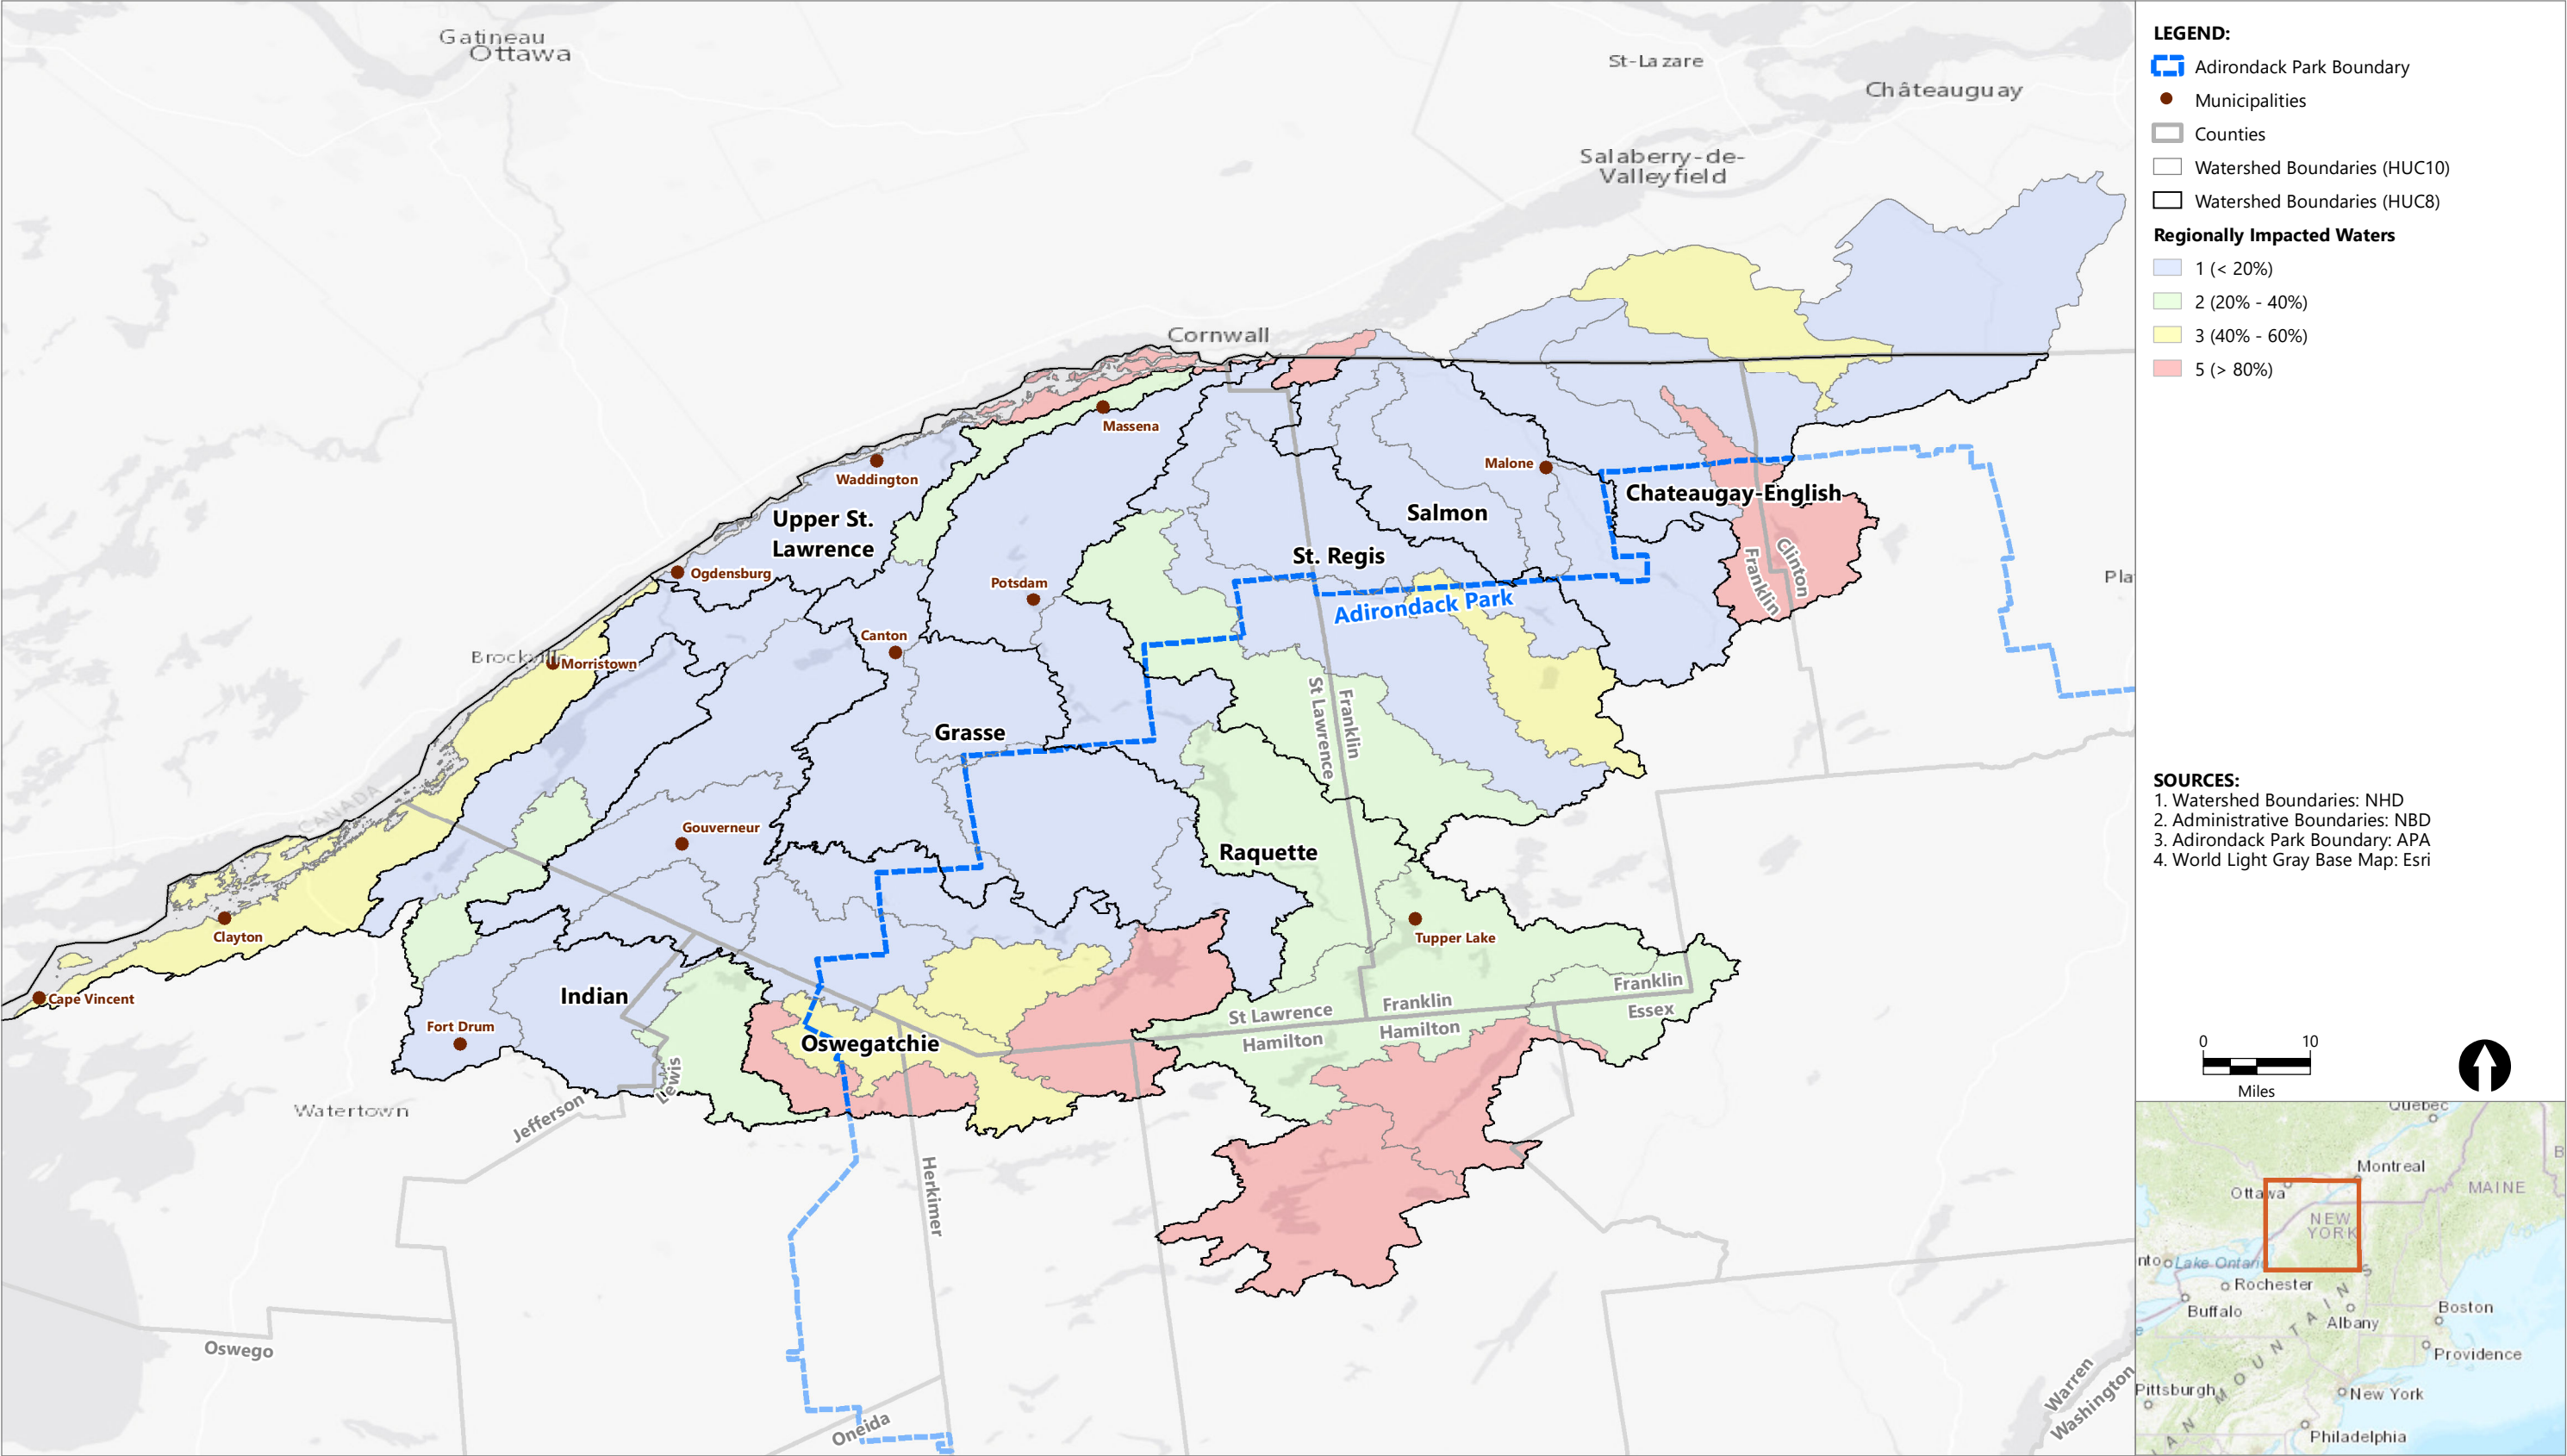 Gatineau
Ottawa
St-Lazare
Châteauguay
Salaberry-de-
Valleyfield
Cornwall
Massena
Waddington
Malone
Upper St.
Lawrence
Chateaugay-English
Salmon
St. Regis
Ogdensburg
Potsdam
Clinton
Franklin
Adirondack Park
Pla
Canton
Brockville
Morristown
St Lawrence
Franklin
Grasse
CANADA
Gouverneur
Raquette
Clayton
Tupper Lake
Cape Vincent
Indian
Franklin
Essex
St Lawrence
Franklin
Hamilton
Hamilton
Fort Drum
Oswegatchie
Lewis
Watertown
Jefferson
Herkimer
Oswego
Oneida
Warren
Washington
LEGEND:
Adirondack Park Boundary
Municipalities
Counties
Watershed Boundaries (HUC10)
Watershed Boundaries (HUC8)
Regionally Impacted Waters
1 (< 20%)
2 (20% - 40%)
3 (40% - 60%)
5 (> 80%)
SOURCES:
1. Watershed Boundaries: NHD
2. Administrative Boundaries: NBD
3. Adirondack Park Boundary: APA
4. World Light Gray Base Map: Esri
0 10
Miles
Quebec
Montreal
Ottawa
MAINE
NEW
YORK
nto
Lake Ontario
Rochester
Buffalo
Boston
Albany
Providence
Pittsburgh
New York
Philadelphia
AN MOUNTAINS